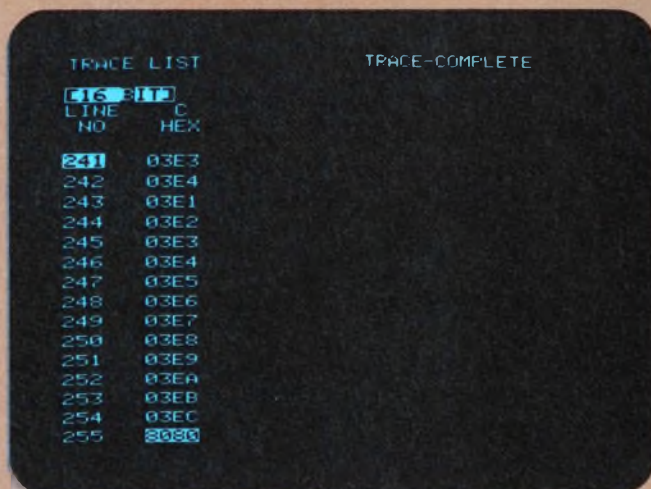 TRACE LIST TRACE-COMPLETE
[16 BIT]
LINE C
NO HEX
241 03E3
242 03E4
243 03E1
244 03E2
245 03E3
246 03E4
247 03E5
248 03E6
249 03E7
250 03E8
251 03E9
252 03EA
253 03EB
254 03EC
255 8080